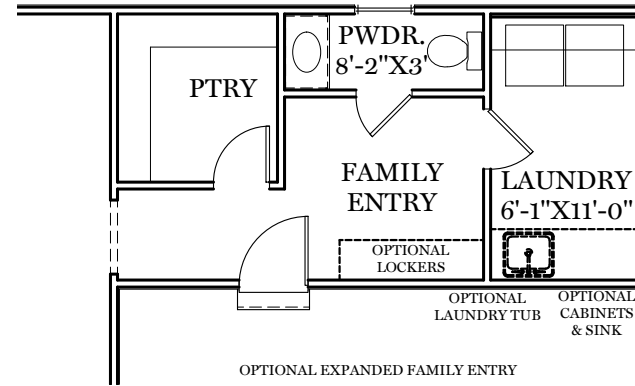 PWDR.
8'-2"X3'
PTRY
FAMILY
ENTRY
LAUNDRY
6'-1"X11'-0"
OPTIONAL
LOCKERS
OPTIONAL
LAUNDRY TUB
OPTIONAL
CABINETS
& SINK
OPTIONAL EXPANDED FAMILY ENTRY